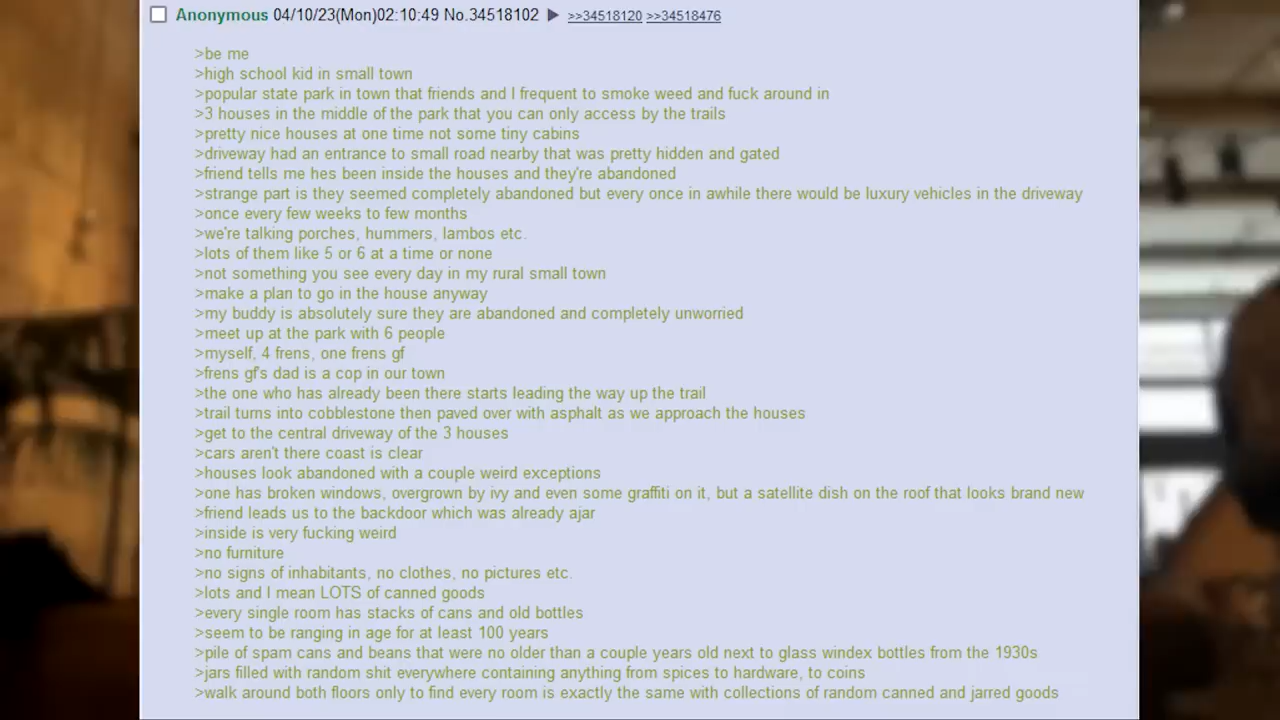 Anonymous 04/10/23(Mon)02:10:49 No.34518102 ▶ >>34518120 >>34518476
>be me
>high school kid in small town
>popular state park in town that friends and I frequent to smoke weed and fuck around in
>3 houses in the middle of the park that you can only access by the trails
>pretty nice houses at one time not some tiny cabins
>driveway had an entrance to small road nearby that was pretty hidden and gated
>friend tells me hes been inside the houses and they're abandoned
>strange part is they seemed completely abandoned but every once in awhile there would be luxury vehicles in the driveway
>once every few weeks to few months
>we're talking porches, hummers, lambos etc.
>lots of them like 5 or 6 at a time or none
>not something you see every day in my rural small town
>make a plan to go in the house anyway
>my buddy is absolutely sure they are abandoned and completely unworried
>meet up at the park with 6 people
>myself, 4 frens, one frens gf
>frens gf's dad is a cop in our town
>the one who has already been there starts leading the way up the trail
>trail turns into cobblestone then paved over with asphalt as we approach the houses
>get to the central driveway of the 3 houses
>cars aren't there coast is clear
>houses look abandoned with a couple weird exceptions
>one has broken windows, overgrown by ivy and even some graffiti on it, but a satellite dish on the roof that looks brand new
>friend leads us to the backdoor which was already ajar
>inside is very fucking weird
>no furniture
>no signs of inhabitants, no clothes, no pictures etc.
>lots and I mean LOTS of canned goods
>every single room has stacks of cans and old bottles
>seem to be ranging in age for at least 100 years
>pile of spam cans and beans that were no older than a couple years old next to glass windex bottles from the 1930s
>jars filled with random shit everywhere containing anything from spices to hardware, to coins
>walk around both floors only to find every room is exactly the same with collections of random canned and jarred goods